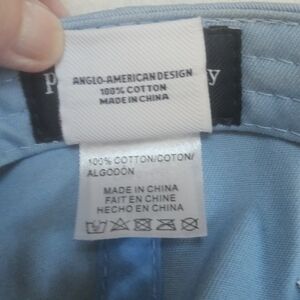 ANGLO-AMERICAN DESIGN
100% COTTON
MADE IN CHINA
100% COTTON/COTON/
ALGODÓN
MADE IN CHINA
FAIT EN CHINE
HECHO EN CHINA